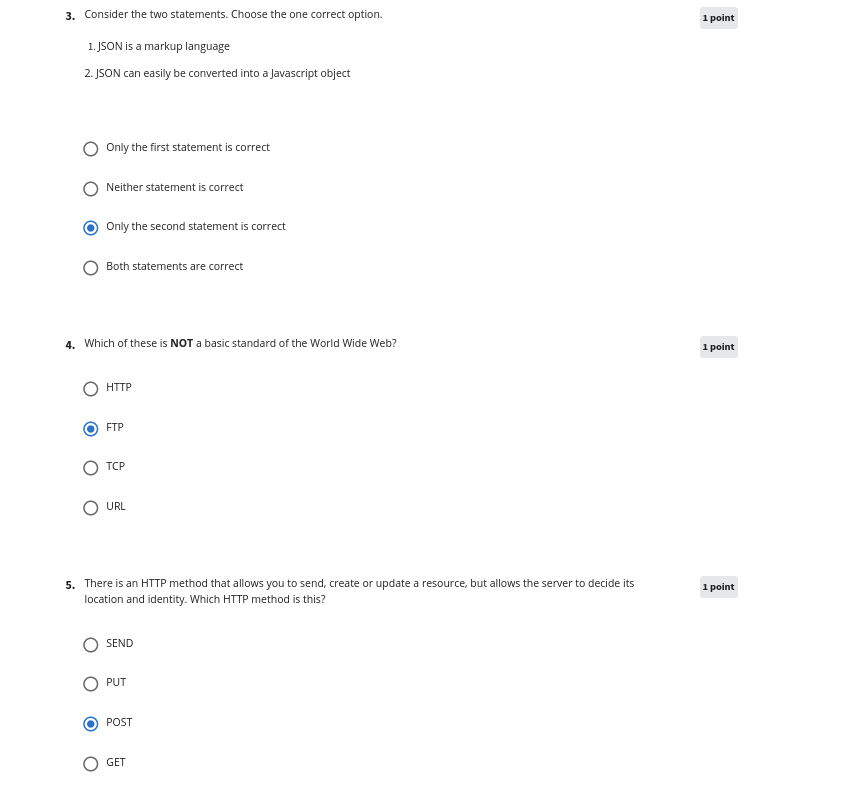 3. Consider the two statements. Choose the one correct option.
1 point
1. JSON is a markup language
2. JSON can easily be converted into a Javascript object
Only the first statement is correct
Neither statement is correct
Only the second statement is correct
Both statements are correct
4. Which of these is NOT a basic standard of the World Wide Web?
1 point
HTTP
FTP
TCP
URL
5. There is an HTTP method that allows you to send, create or update a resource, but allows the server to decide its
location and identity. Which HTTP method is this?
1 point
SEND
PUT
POST
GET